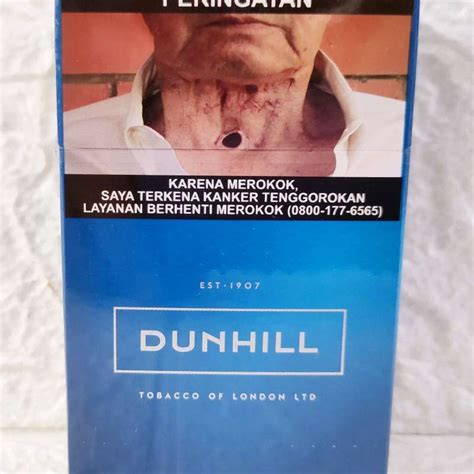 PERINGATAN
KARENA MEROKOK,
SAYA TERKENA KANKER TENGGOROKAN
LAYANAN BERHENTI MEROKOK (0800-177-6565)
EST·1907
DUNHILL
TOBACCO OF LONDON LTD